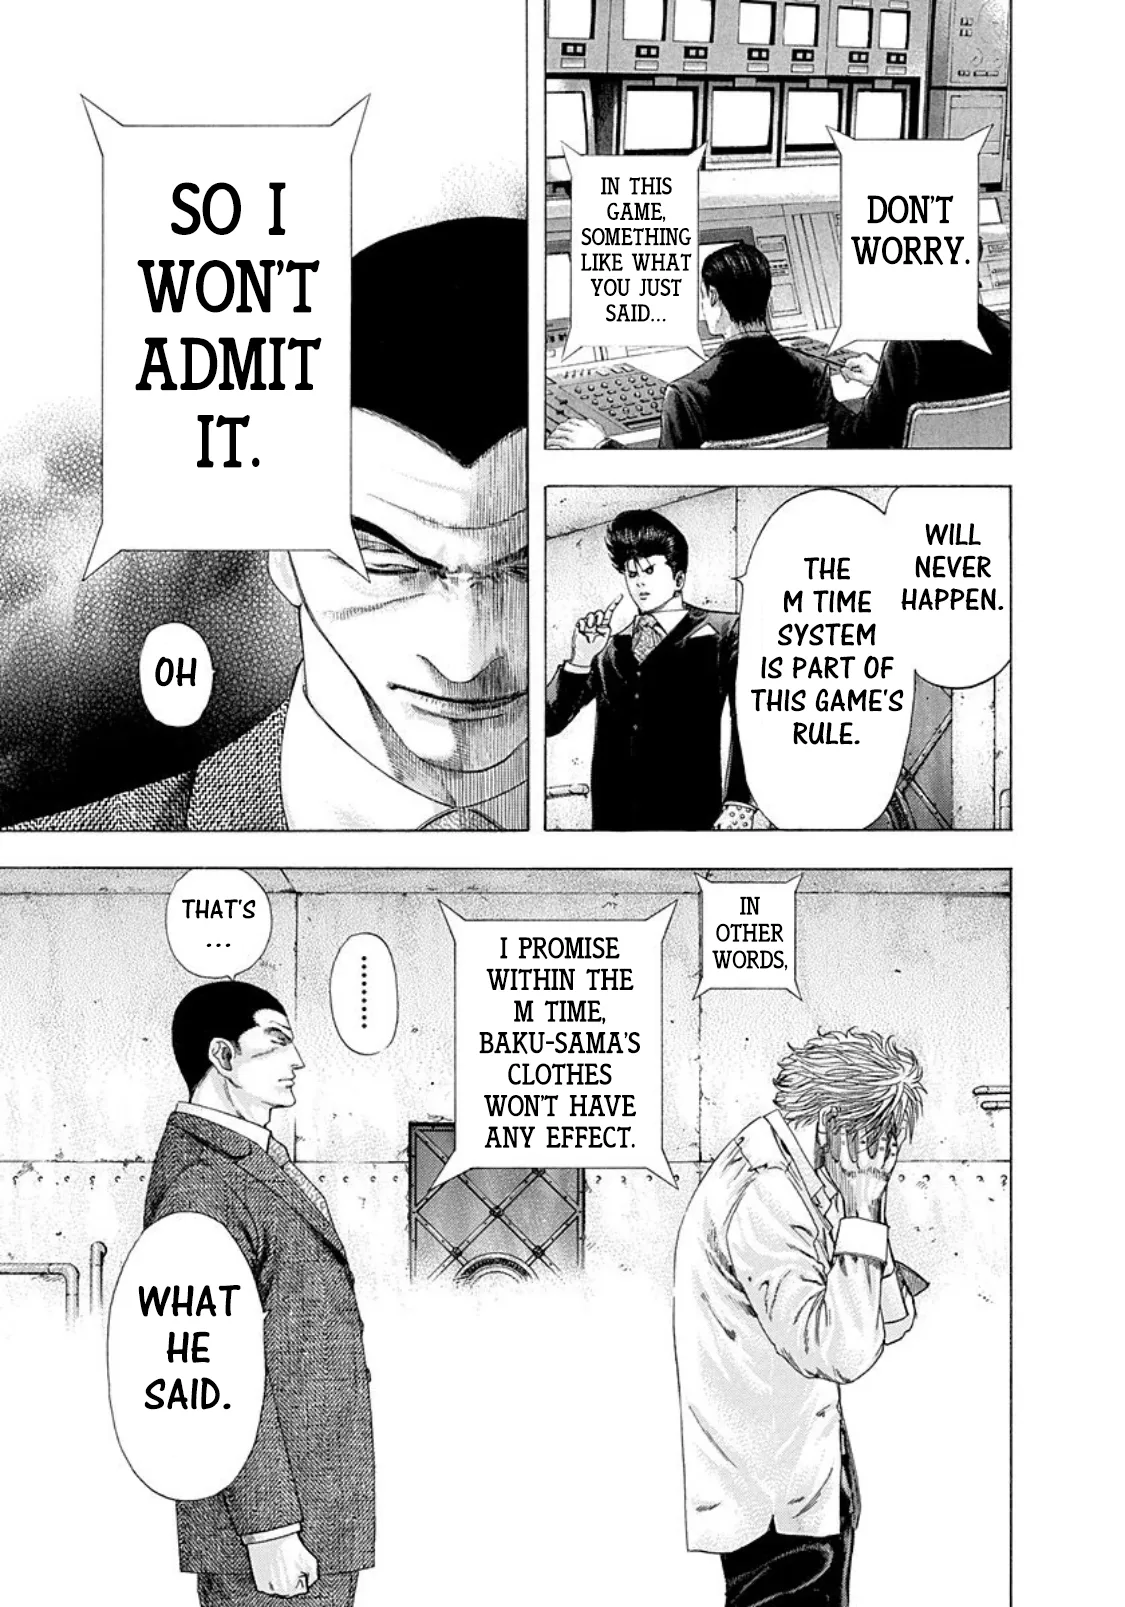 DON'T
WORRY.
IN THIS
GAME,
SOMETHING
LIKE WHAT
YOU JUST
SAID...
WILL
NEVER
HAPPEN.
THE
M TIME
SYSTEM
IS PART OF
THIS GAME'S
RULE.
SO I
WON'T
ADMIT
IT.
OH
IN
OTHER
WORDS,
I PROMISE
WITHIN THE
M TIME,
BAKU-SAMA'S
CLOTHES
WON'T HAVE
ANY EFFECT.
.........
THAT'S
...
WHAT
HE
SAID.